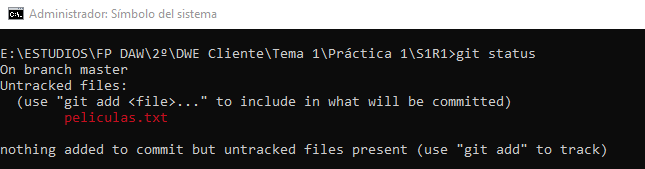 Administrador: Símbolo del sistema
E:\ESTUDIOS\FP DAW\2º\DWE Cliente\Tema 1\Práctica 1\S1R1>git status
On branch master
Untracked files:
  (use "git add <file>..." to include in what will be committed)
        peliculas.txt
nothing added to commit but untracked files present (use "git add" to track)